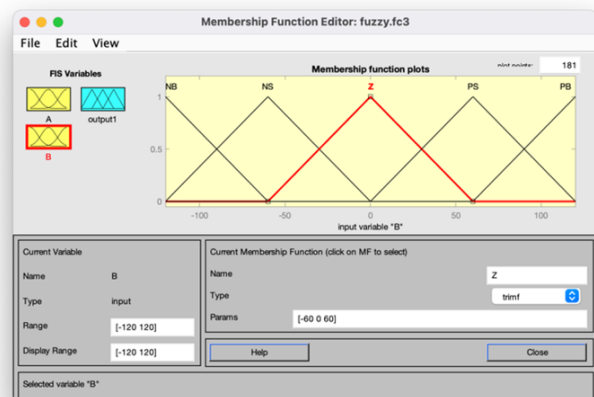 Membership Function Editor: fuzzy.fc3
File Edit View
FIS Variables
A
output1
B
Membership function plots
plot points: 181
NB NS Z PS PB
1
0.5
0
-100 -50 0 50 100
input variable "B"
Current Variable
Name B
Type input
Range [-120 120]
Display Range [-120 120]
Current Membership Function (click on MF to select)
Name Z
Type trimf
Params [-60 0 60]
Help Close
Selected variable "B"